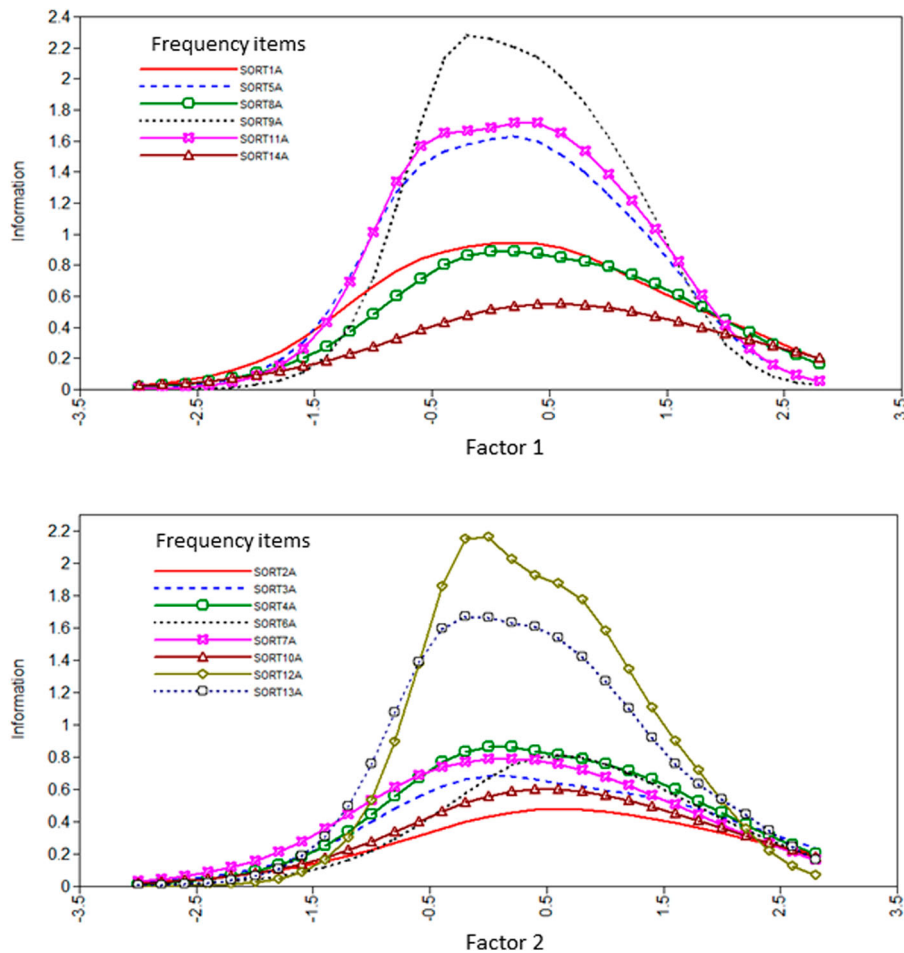 Frequency items
SORT1A
SORT5A
SORT8A
SORT9A
SORT11A
SORT14A
2.4
2.2
2
1.8
1.6
1.4
1.2
1
0.8
0.6
0.4
0.2
0
Information
-3.5
-2.5
-1.5
-0.5
0.5
1.5
2.5
3.5
Factor 1
Frequency items
SORT2A
SORT3A
SORT4A
SORT6A
SORT7A
SORT10A
SORT12A
SORT13A
2.2
2
1.8
1.6
1.4
1.2
1
0.8
0.6
0.4
0.2
0
Information
-3.5
-2.5
-1.5
-0.5
0.5
1.5
2.5
3.5
Factor 2